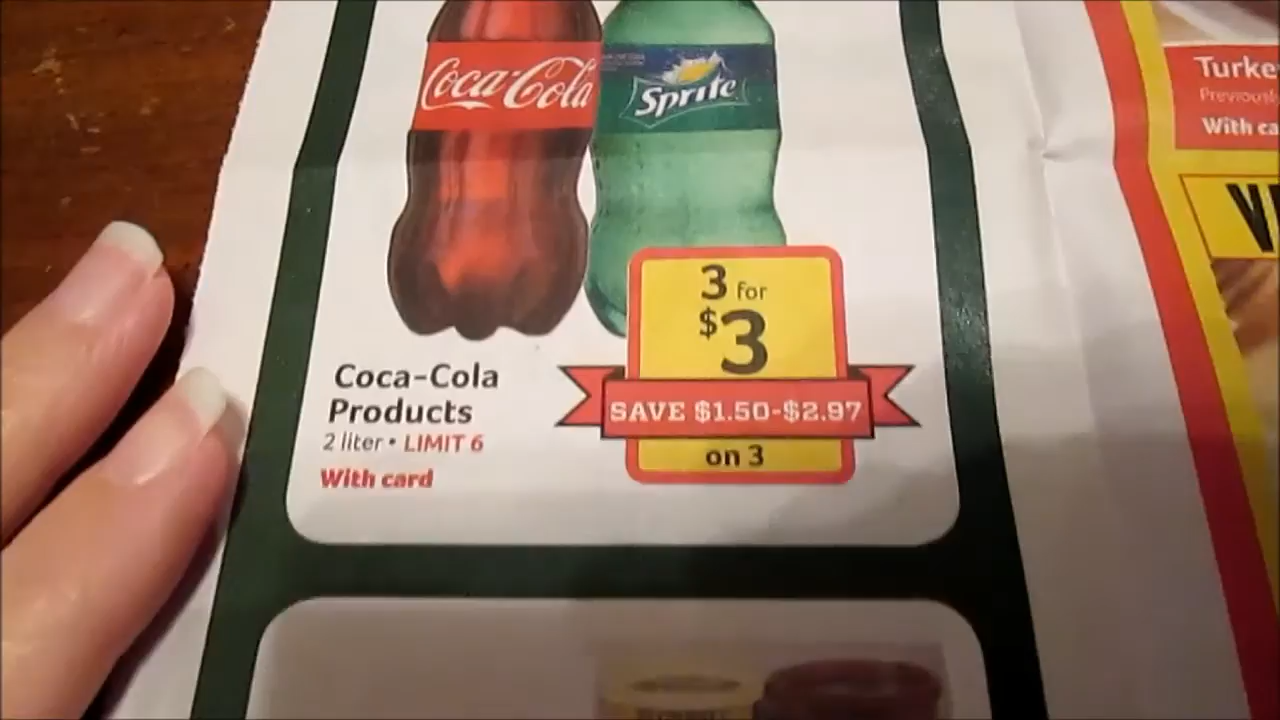 Coca-Cola
Sprite
3 for
$3
SAVE $1.50-$2.97
on 3
Coca-Cola
Products
2 liter • LIMIT 6
With card
Turke
Previously
With ca